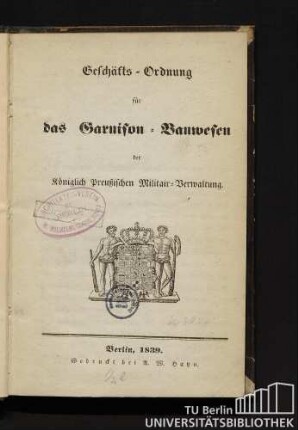 Geschäfts-Ordnung
für
das Garnison-Bauwesen
der
Königlich Preußischen Militair-Verwaltung.
Berlin, 1839.
Gedruckt bei A. W. Hayn.
TU Berlin
UNIVERSITÄTSBIBLIOTHEK